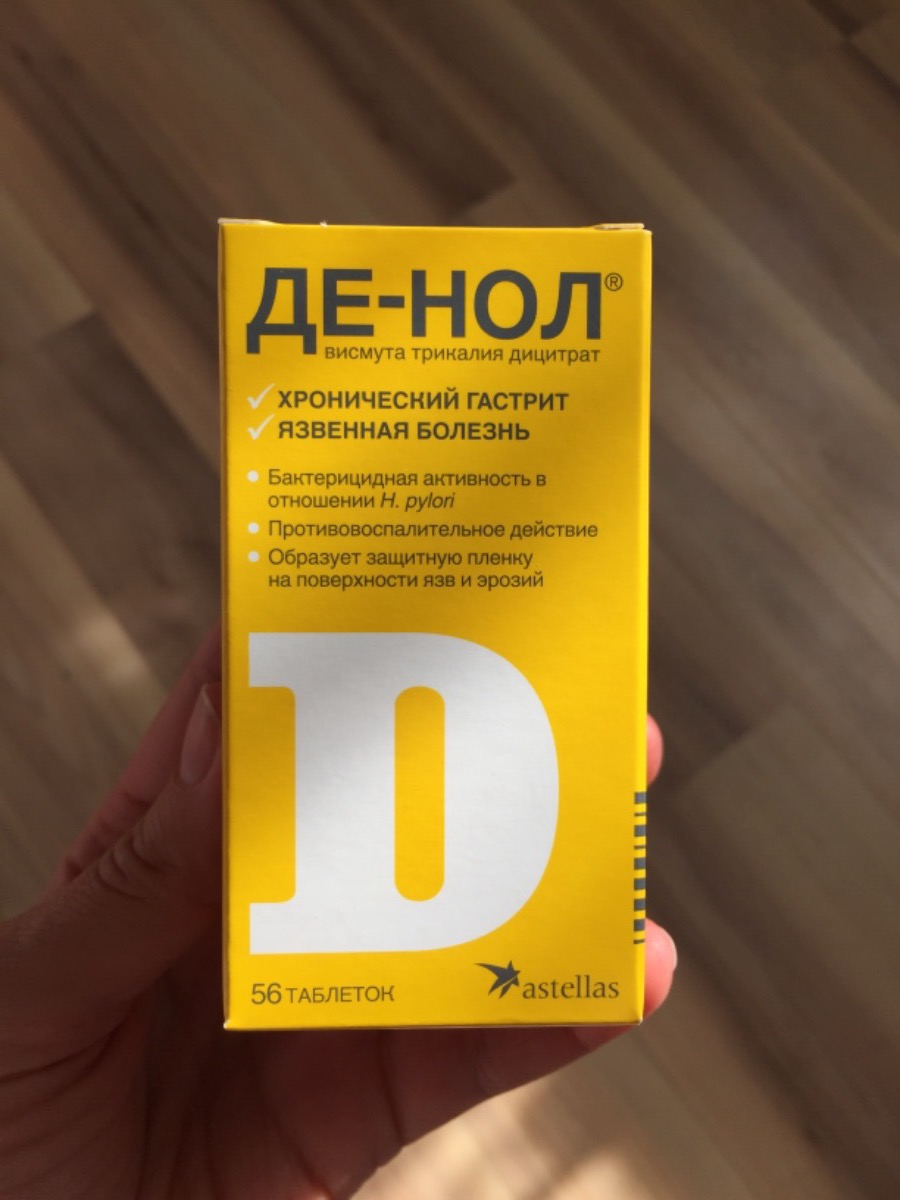 ДЕ-НОЛ®
висмута трикалия дицитрат
ХРОНИЧЕСКИЙ ГАСТРИТ
ЯЗВЕННАЯ БОЛЕЗНЬ
• Бактерицидная активность в
отношении H. pylori
• Противовоспалительное действие
• Образует защитную пленку
на поверхности язв и эрозий
D
56 ТАБЛЕТОК
astellas